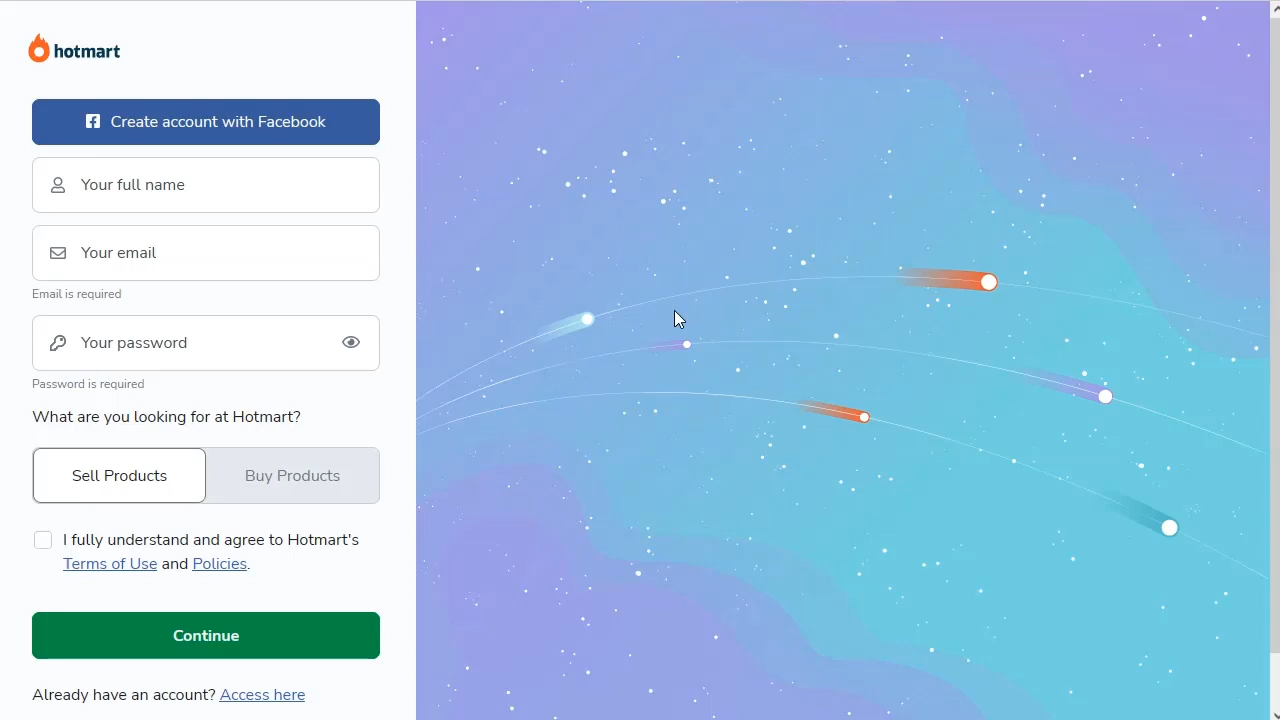 hotmart
Create account with Facebook
Your full name
Your email
Email is required
Your password
Password is required
What are you looking for at Hotmart?
Sell Products
Buy Products
I fully understand and agree to Hotmart's
Terms of Use and Policies.
Continue
Already have an account? Access here